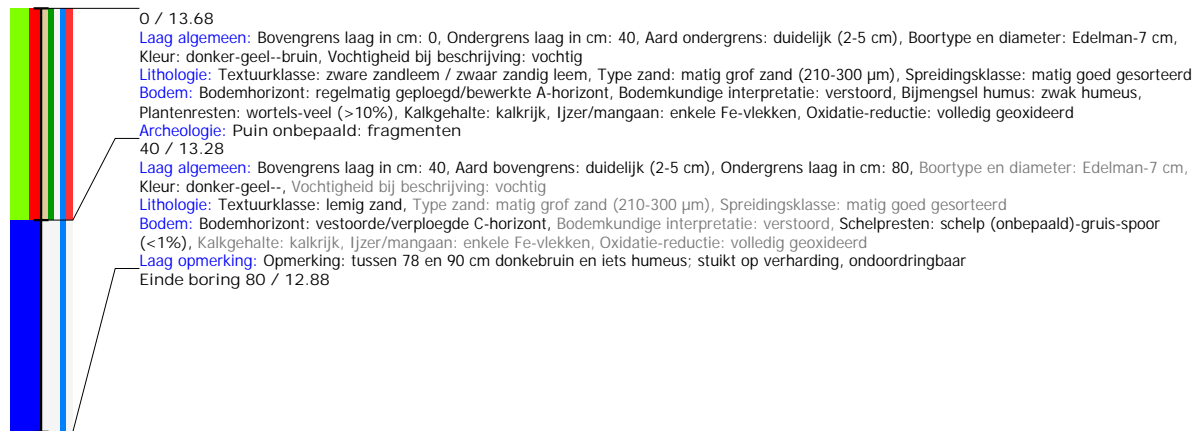 0 / 13.68
Laag algemeen: Bovengrens laag in cm: 0, Ondergrens laag in cm: 40, Aard ondergrens: duidelijk (2-5 cm), Boortype en diameter: Edelman-7 cm,
Kleur: donker-geel--bruin, Vochtigheid bij beschrijving: vochtig
Lithologie: Textuurklasse: zware zandleem / zwaar zandig leem, Type zand: matig grof zand (210-300 µm), Spreidingsklasse: matig goed gesorteerd
Bodem: Bodemhorizont: regelmatig geploegd/bewerkte A-horizont, Bodemkundige interpretatie: verstoord, Bijmengsel humus: zwak humeus,
Plantenresten: wortels-veel (>10%), Kalkgehalte: kalkrijk, Ijzer/mangaan: enkele Fe-vlekken, Oxidatie-reductie: volledig geoxideerd
Archeologie: Puin onbepaald: fragmenten
40 / 13.28
Laag algemeen: Bovengrens laag in cm: 40, Aard bovengrens: duidelijk (2-5 cm), Ondergrens laag in cm: 80, Boortype en diameter: Edelman-7 cm,
Kleur: donker-geel--, Vochtigheid bij beschrijving: vochtig
Lithologie: Textuurklasse: lemig zand, Type zand: matig grof zand (210-300 µm), Spreidingsklasse: matig goed gesorteerd
Bodem: Bodemhorizont: vestoorde/verploegde C-horizont, Bodemkundige interpretatie: verstoord, Schelpresten: schelp (onbepaald)-gruis-spoor
(<1%), Kalkgehalte: kalkrijk, Ijzer/mangaan: enkele Fe-vlekken, Oxidatie-reductie: volledig geoxideerd
Laag opmerking: Opmerking: tussen 78 en 90 cm donkebruin en iets humeus; stuikt op verharding, ondoordringbaar
Einde boring 80 / 12.88